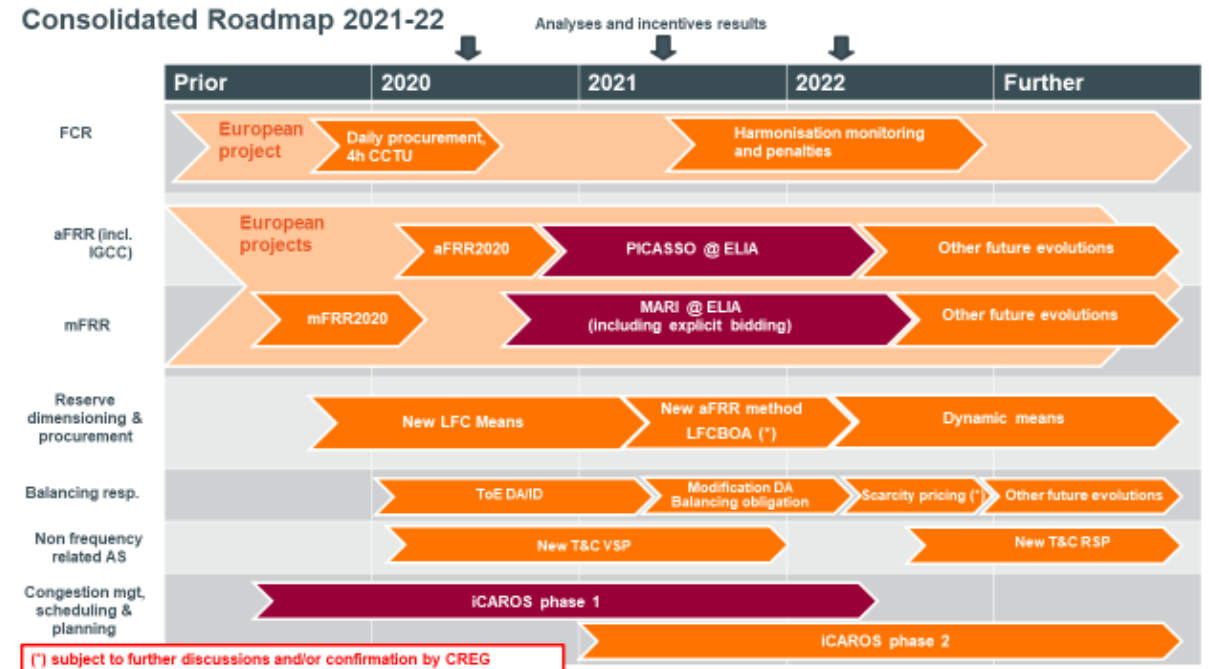 Consolidated Roadmap 2021-22
Analyses and incentives results
Prior
2020
2021
2022
Further
FCR
European
project
Daily procurement,
4h CCTU
Harmonisation monitoring
and penalties
aFRR (incl.
IGCC)
European
projects
aFRR2020
PICASSO @ ELIA
Other future evolutions
mFRR
mFRR2020
MARI @ ELIA
(including explicit bidding)
Other future evolutions
Reserve
dimensioning &
procurement
New LFC Means
New aFRR method
LFCBOA (*)
Dynamic means
Balancing resp.
ToE DA/ID
Modification DA
Balancing obligation
Scarcity pricing (*)
Other future evolutions
Non frequency
related AS
New T&C VSP
New T&C RSP
Congestion mgt,
scheduling &
planning
iCAROS phase 1
iCAROS phase 2
(*) subject to further discussions and/or confirmation by CREG